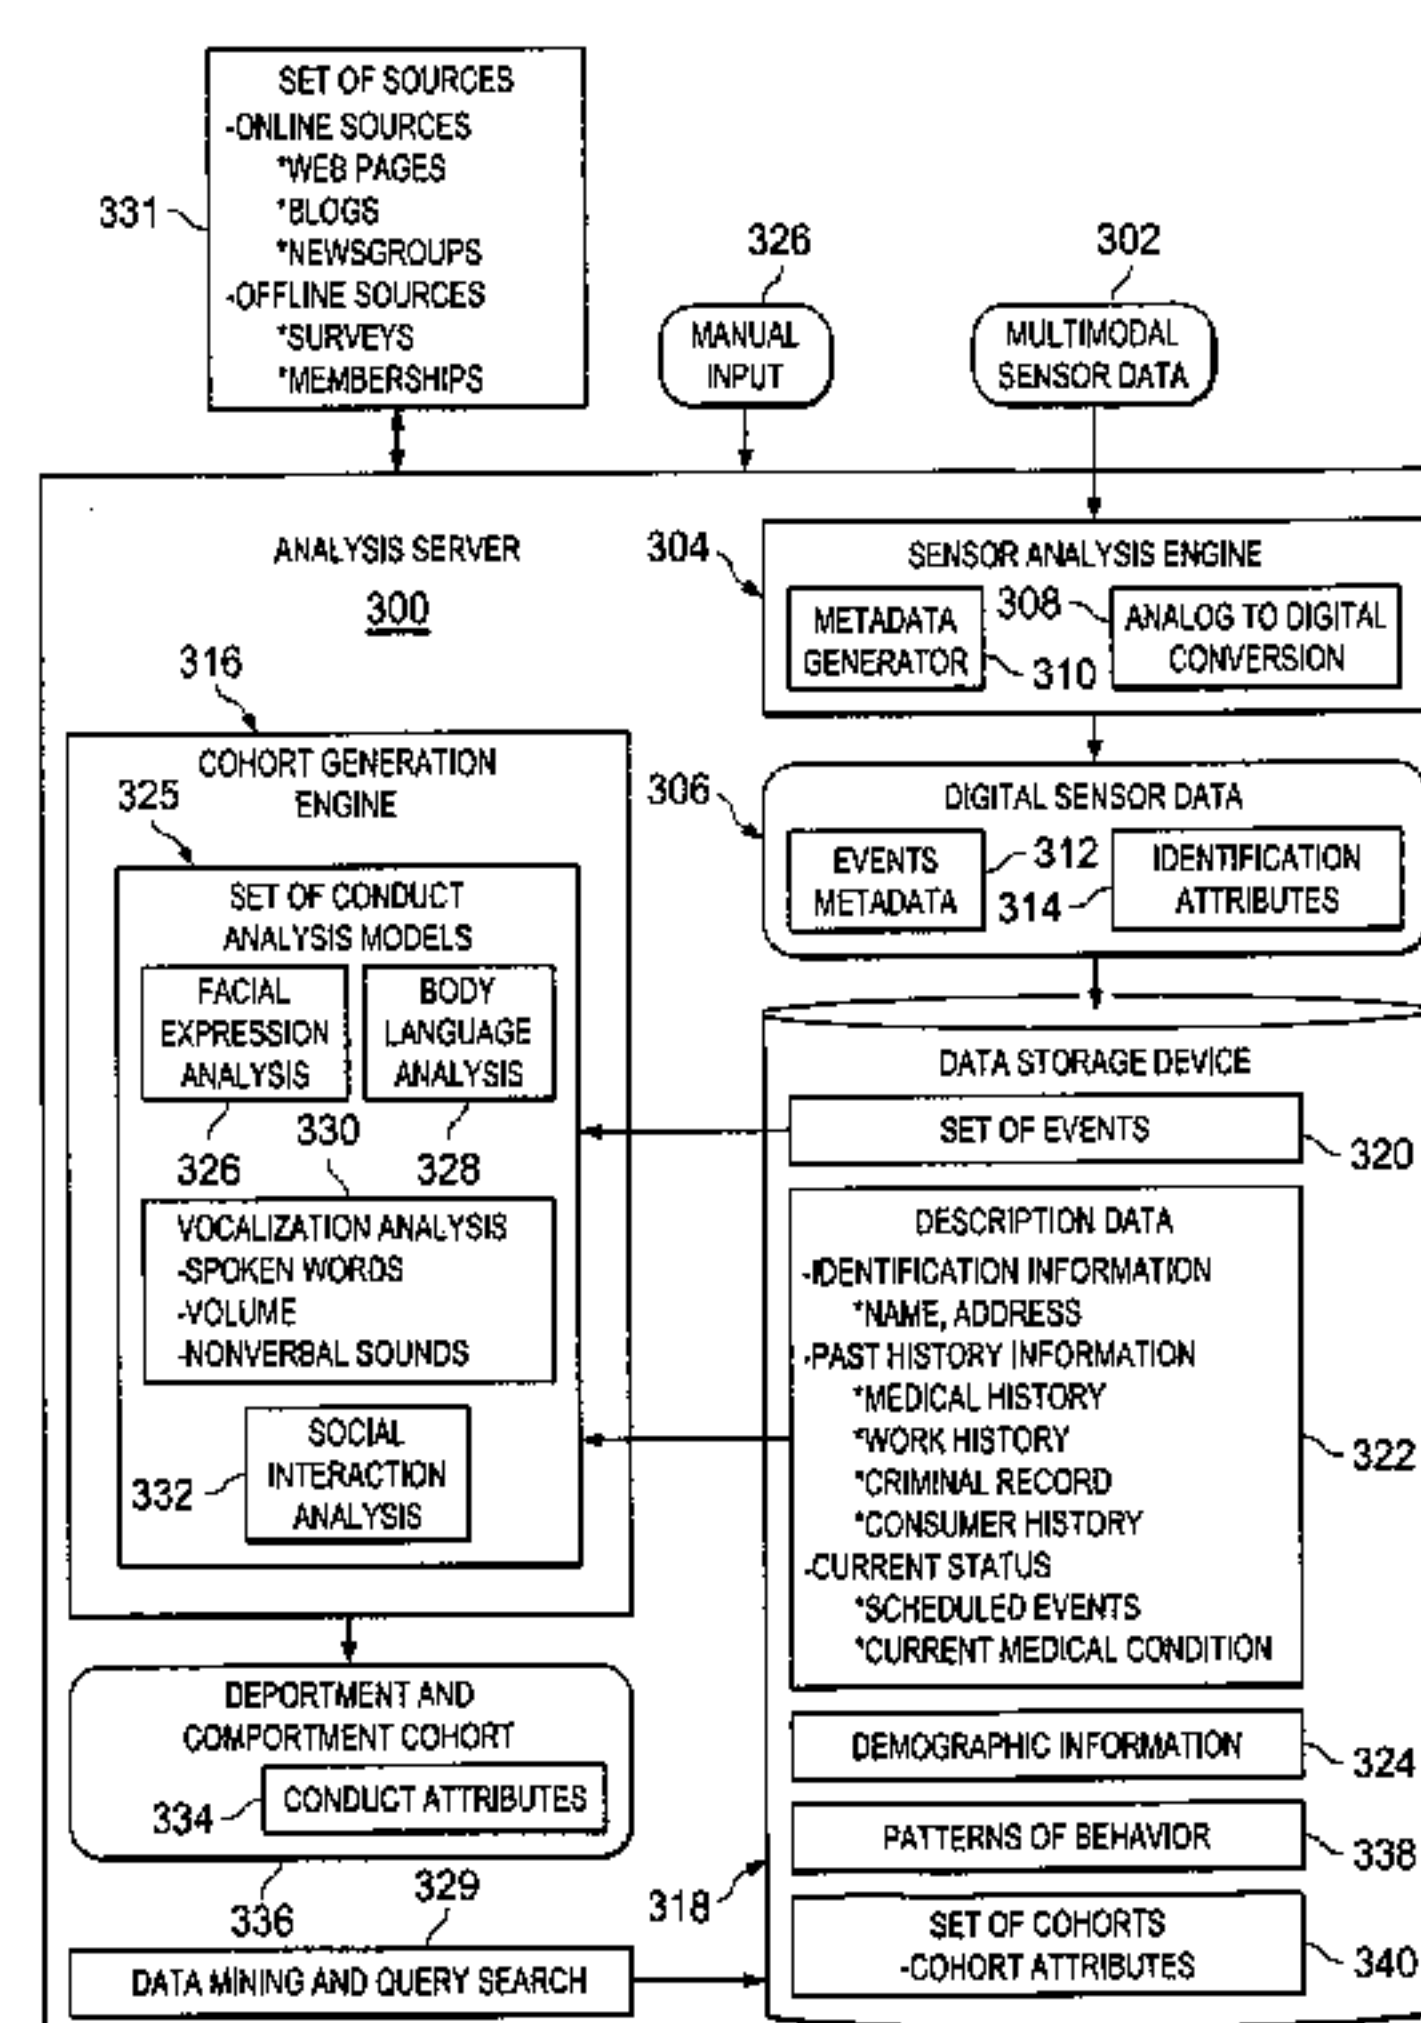 SET OF SOURCES
-ONLINE SOURCES
*WEB PAGES
*BLOGS
*NEWSGROUPS
-OFFLINE SOURCES
*SURVEYS
*MEMBERSHIPS
331
326
MANUAL
INPUT
302
MULTIMODAL
SENSOR DATA
ANALYSIS SERVER
300
304
SENSOR ANALYSIS ENGINE
METADATA
GENERATOR
310
308
ANALOG TO DIGITAL
CONVERSION
316
COHORT GENERATION
ENGINE
325
SET OF CONDUCT
ANALYSIS MODELS
FACIAL
EXPRESSION
ANALYSIS
326
BODY
LANGUAGE
ANALYSIS
328
330
VOCALIZATION ANALYSIS
-SPOKEN WORDS
-VOLUME
-NONVERBAL SOUNDS
332
SOCIAL
INTERACTION
ANALYSIS
306
DIGITAL SENSOR DATA
EVENTS
METADATA
312
314
IDENTIFICATION
ATTRIBUTES
DATA STORAGE DEVICE
SET OF EVENTS
320
DESCRIPTION DATA
-IDENTIFICATION INFORMATION
*NAME, ADDRESS
-PAST HISTORY INFORMATION
*MEDICAL HISTORY
*WORK HISTORY
*CRIMINAL RECORD
*CONSUMER HISTORY
-CURRENT STATUS
*SCHEDULED EVENTS
*CURRENT MEDICAL CONDITION
322
DEMOGRAPHIC INFORMATION
324
PATTERNS OF BEHAVIOR
338
318
SET OF COHORTS
-COHORT ATTRIBUTES
340
DEPORTMENT AND
COMPORTMENT COHORT
334
CONDUCT ATTRIBUTES
336
329
DATA MINING AND QUERY SEARCH